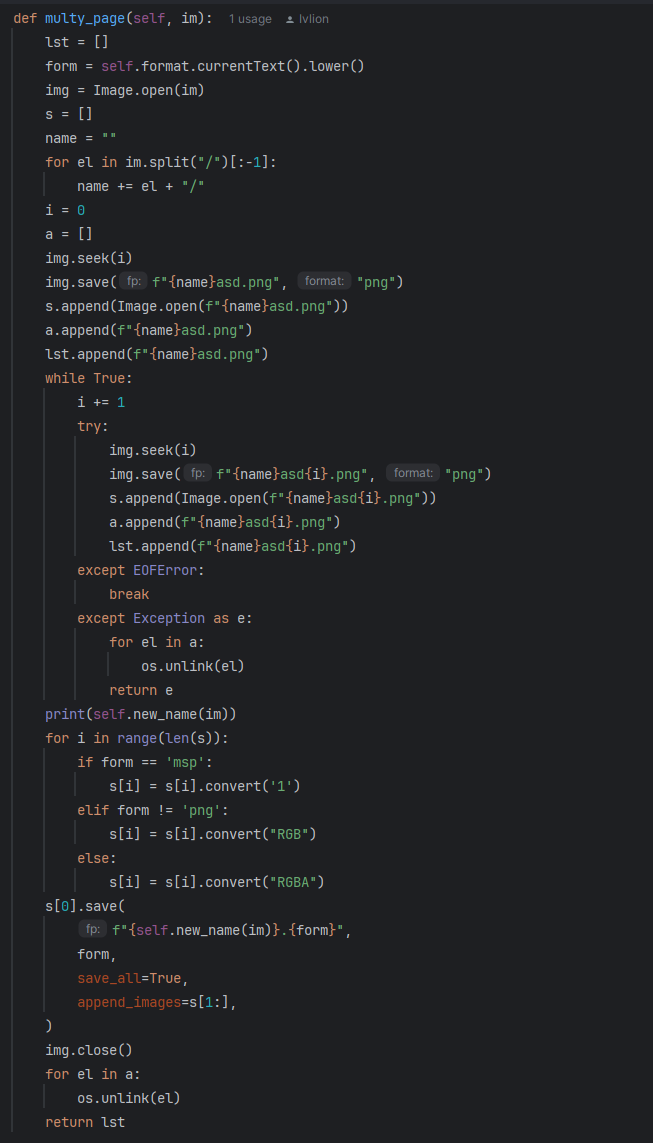 def multy_page(self, im):  1 usage  lvlion
    lst = []
    form = self.format.currentText().lower()
    img = Image.open(im)
    s = []
    name = ""
    for el in im.split("/")[:-1]:
        name += el + "/"
    i = 0
    a = []
    img.seek(i)
    img.save( fp: f"{name}asd.png",  format: "png")
    s.append(Image.open(f"{name}asd.png"))
    a.append(f"{name}asd.png")
    lst.append(f"{name}asd.png")
    while True:
        i += 1
        try:
            img.seek(i)
            img.save( fp: f"{name}asd{i}.png",  format: "png")
            s.append(Image.open(f"{name}asd{i}.png"))
            a.append(f"{name}asd{i}.png")
            lst.append(f"{name}asd{i}.png")
        except EOFError:
            break
        except Exception as e:
            for el in a:
                os.unlink(el)
            return e
    print(self.new_name(im))
    for i in range(len(s)):
        if form == 'msp':
            s[i] = s[i].convert('1')
        elif form != 'png':
            s[i] = s[i].convert("RGB")
        else:
            s[i] = s[i].convert("RGBA")
    s[0].save(
        fp: f"{self.new_name(im)}.{form}",
        form,
        save_all=True,
        append_images=s[1:],
    )
    img.close()
    for el in a:
        os.unlink(el)
    return lst